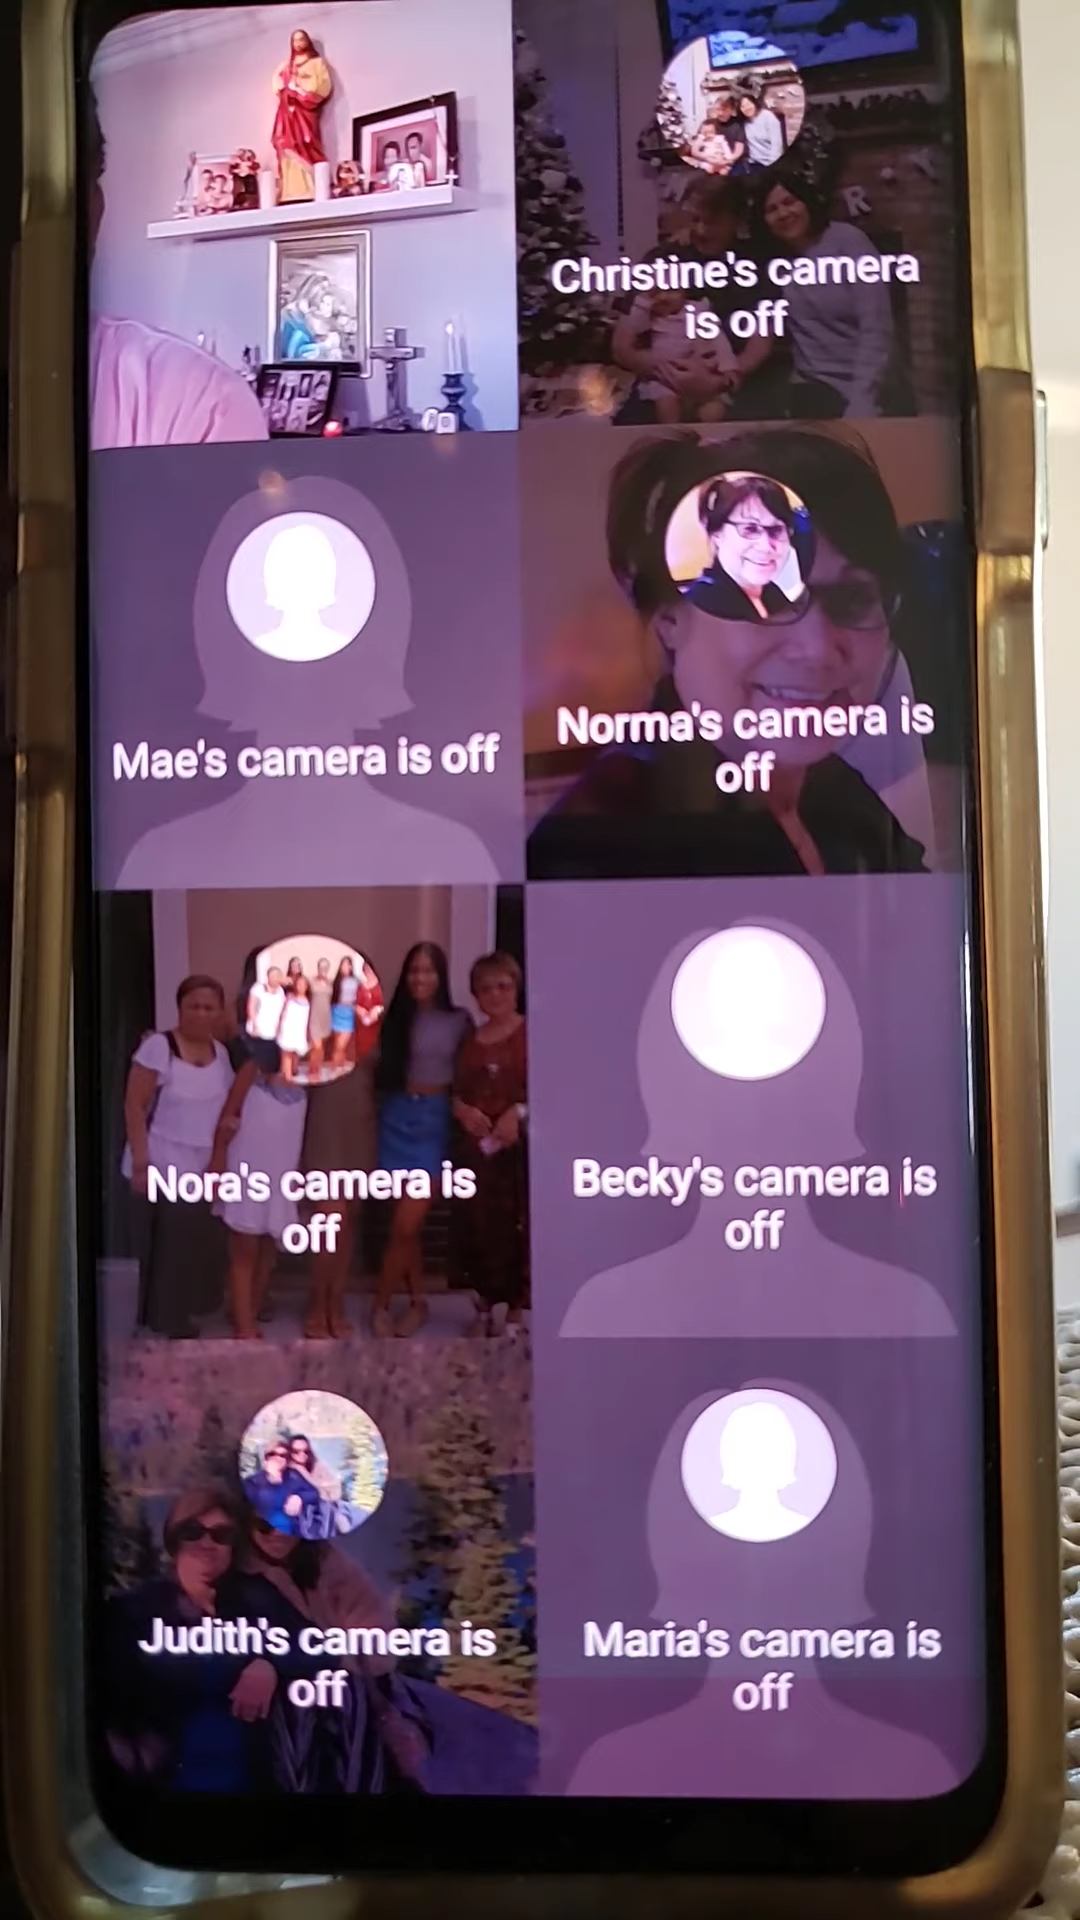 Christine's camera
is off
Mae's camera is off
Norma's camera is
off
Nora's camera is
off
Becky's camera is
off
Judith's camera is
off
Maria's camera is
off